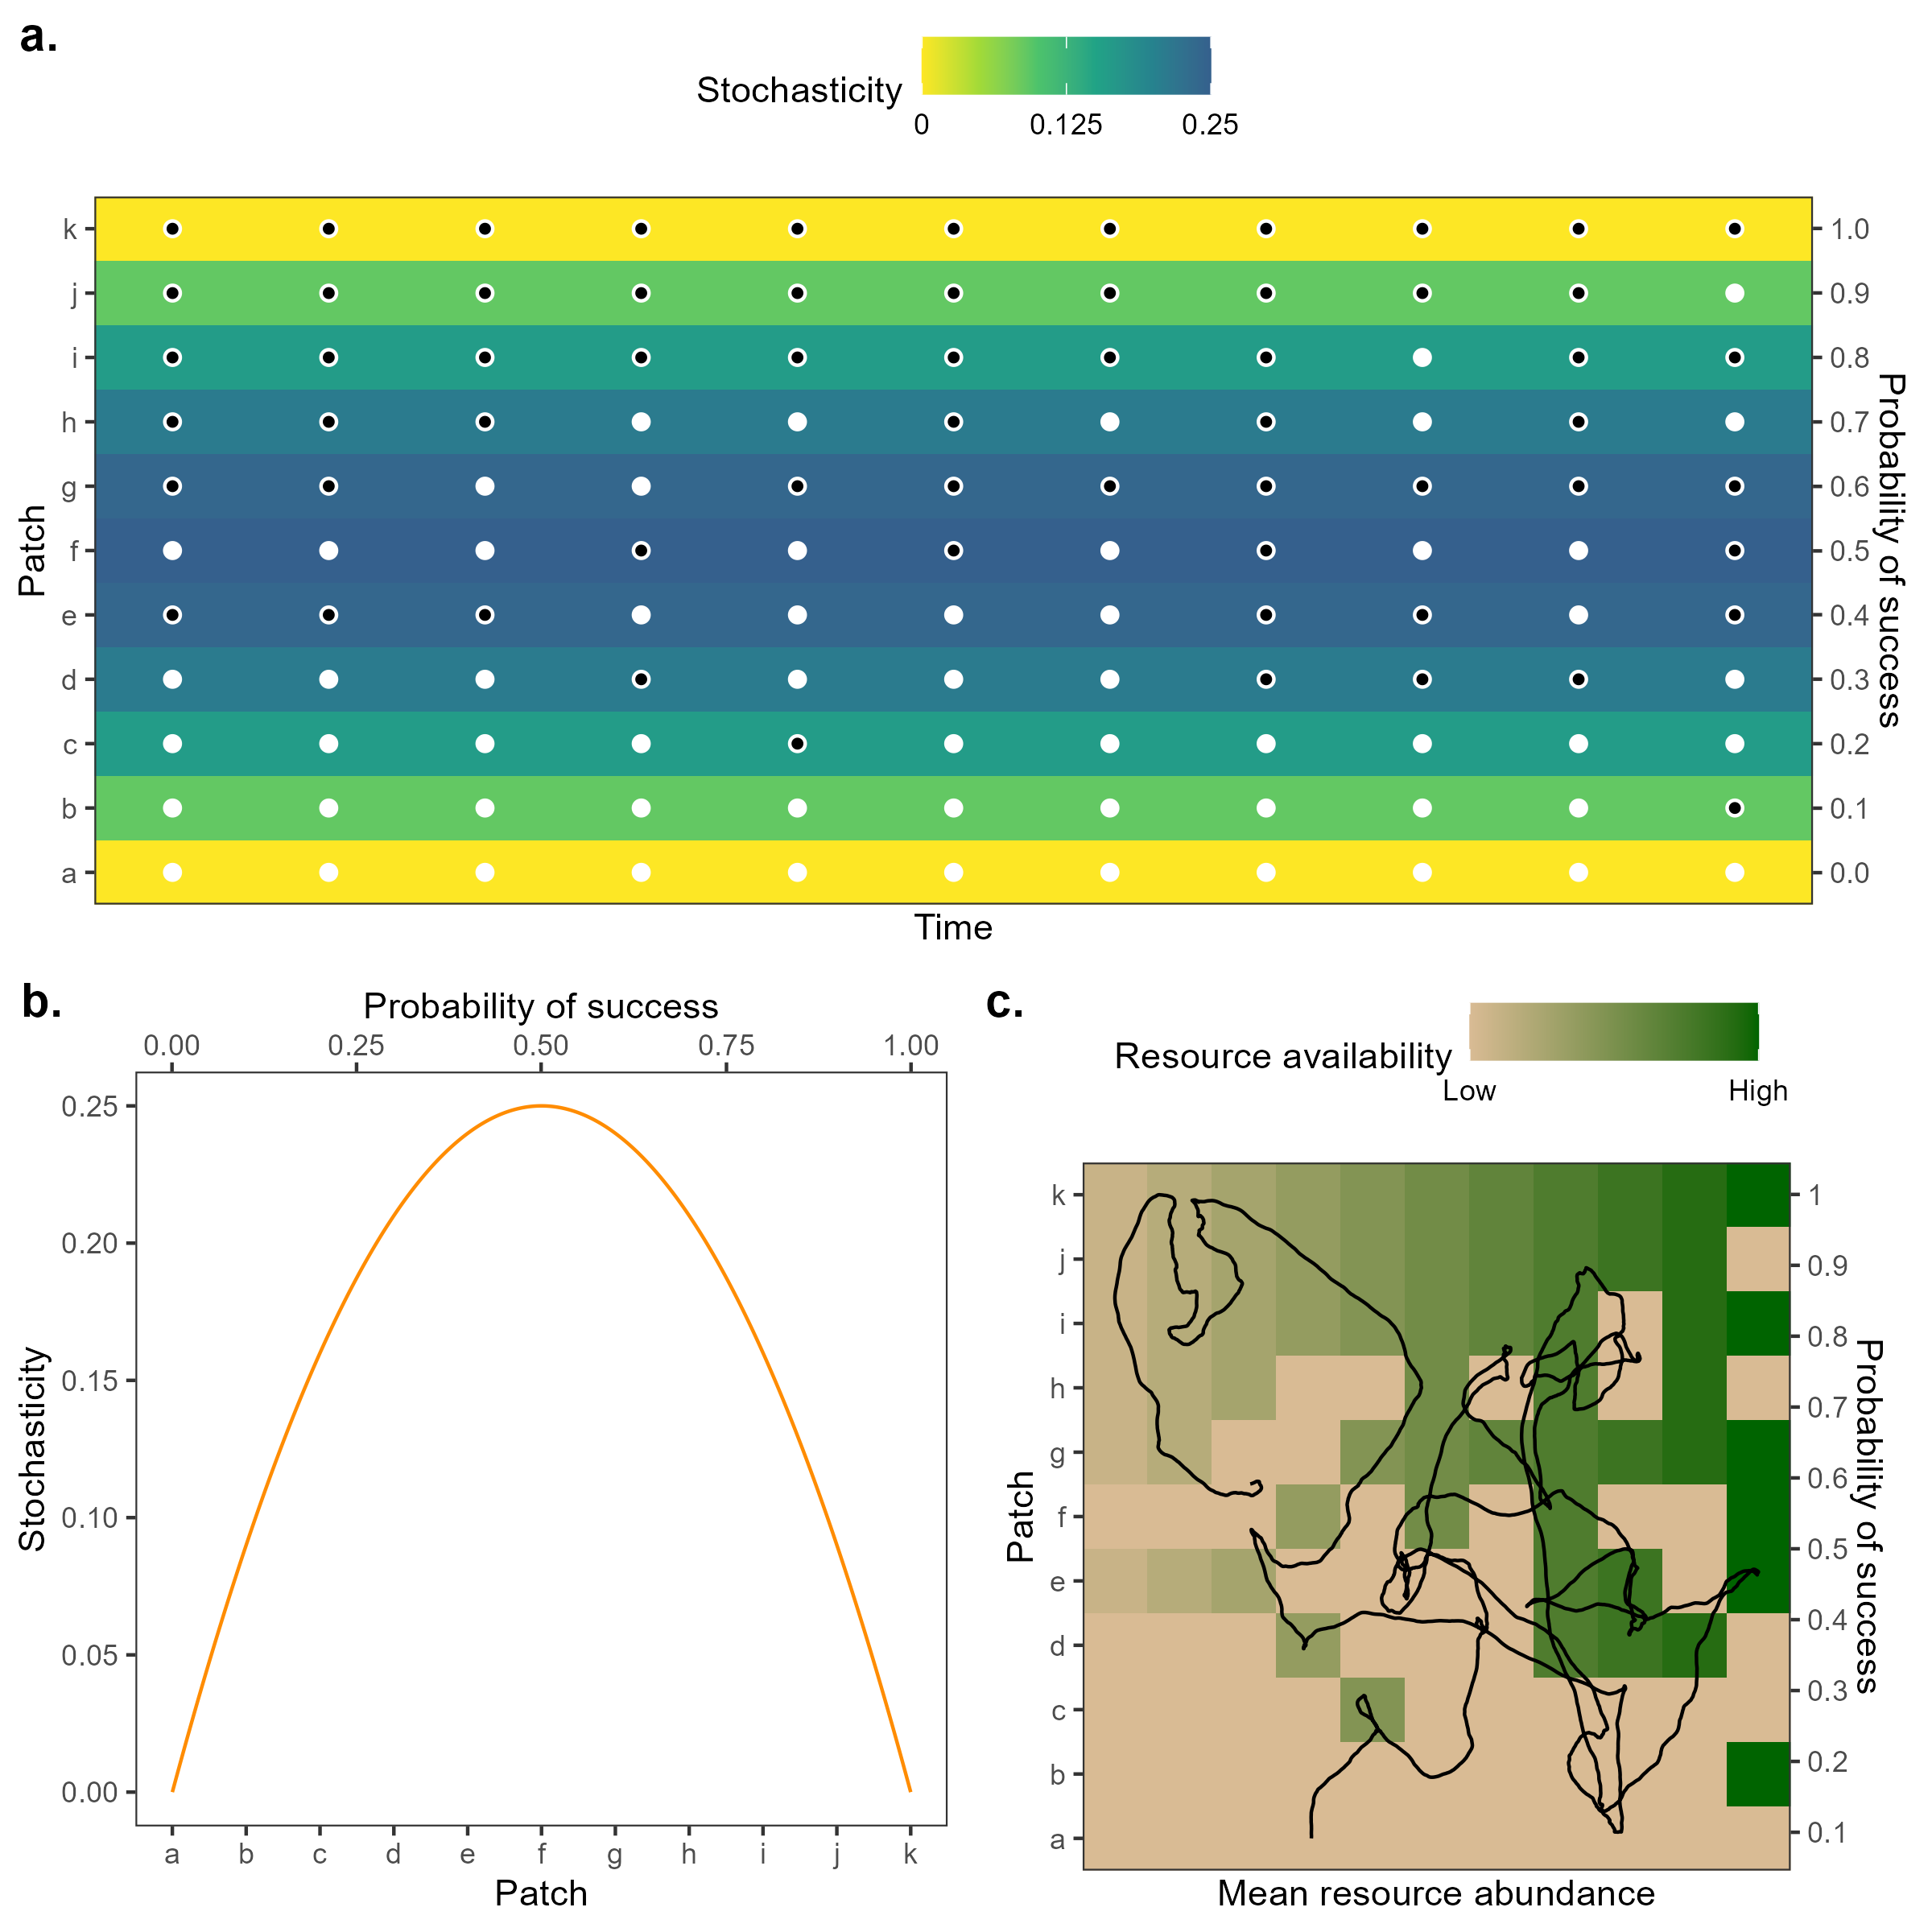 a.
Stochasticity
0 0.125 0.25
k 1.0
j 0.9
i 0.8
h 0.7
g 0.6
f 0.5
e 0.4
d 0.3
c 0.2
b 0.1
a 0.0
Patch
Probability of success
Time
b.
Probability of success
0.00 0.25 0.50 0.75 1.00
0.25
0.20
0.15
0.10
0.05
0.00
Stochasticity
a b c d e f g h i j k
Patch
c.
Resource availability
Low High
k 1
j 0.9
i 0.8
h 0.7
g 0.6
f 0.5
e 0.4
d 0.3
c 0.2
b 0.1
a
Patch
Probability of success
Mean resource abundance